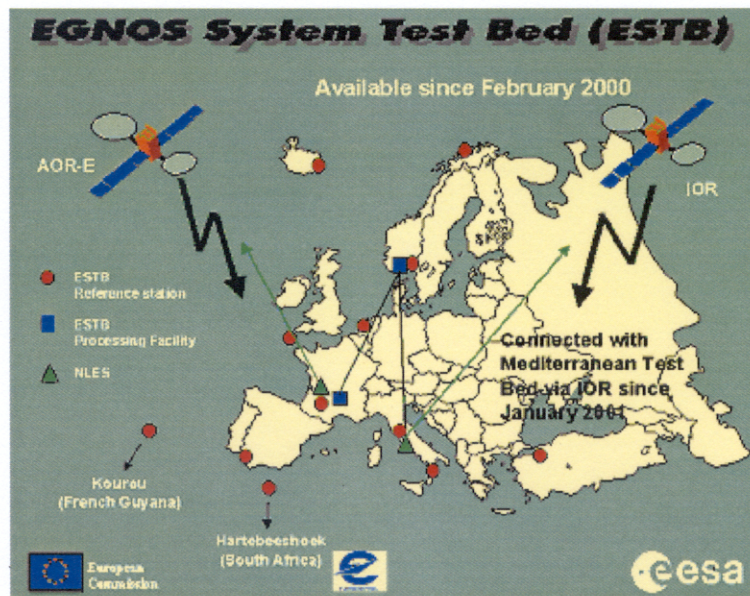 EGNOS System Test Bed (ESTB)
Available since February 2000
AOR-E
IOR
ESTB
Reference station
ESTB
Processing Facility
NLES
Connected with
Mediterranean Test
Bed via IOR since
January 2001
Kourou
(French Guyana)
Hartebeeshoek
(South Africa)
European
Commission
esa